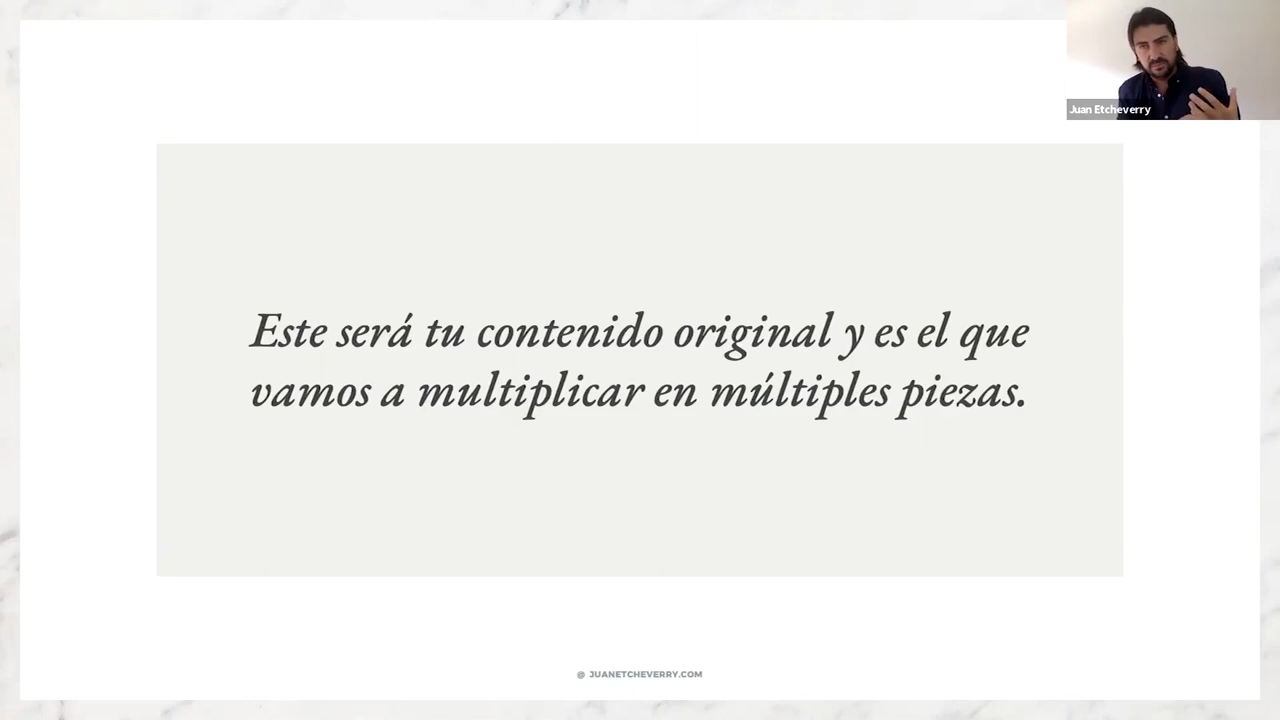 Juan Etcheverry
Este será tu contenido original y es el que
vamos a multiplicar en múltiples piezas.
@ JUANETCHEVERRY.COM